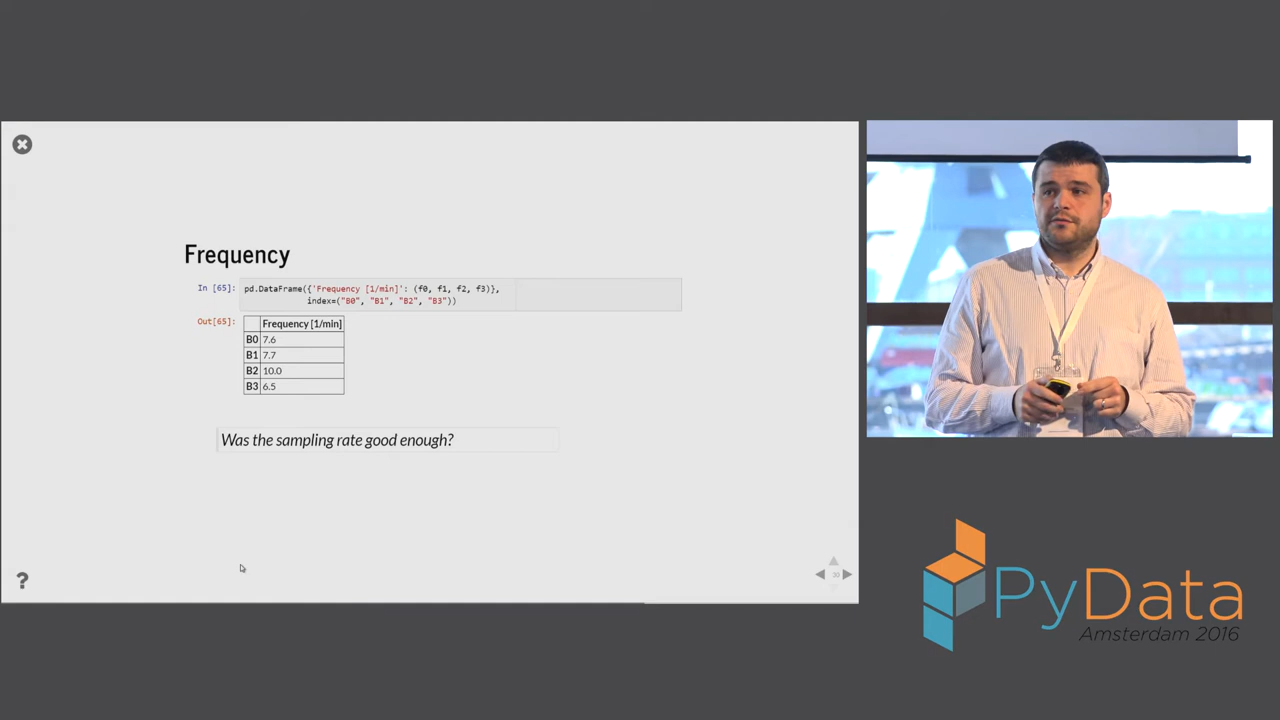 Frequency
In [65]:
pd.DataFrame({'Frequency [1/min]': (f0, f1, f2, f3)},
index=("B0", "B1", "B2", "B3"))
Out[65]:
Frequency [1/min]
B0 7.6
B1 7.7
B2 10.0
B3 6.5
Was the sampling rate good enough?
?
30
PyData
Amsterdam 2016